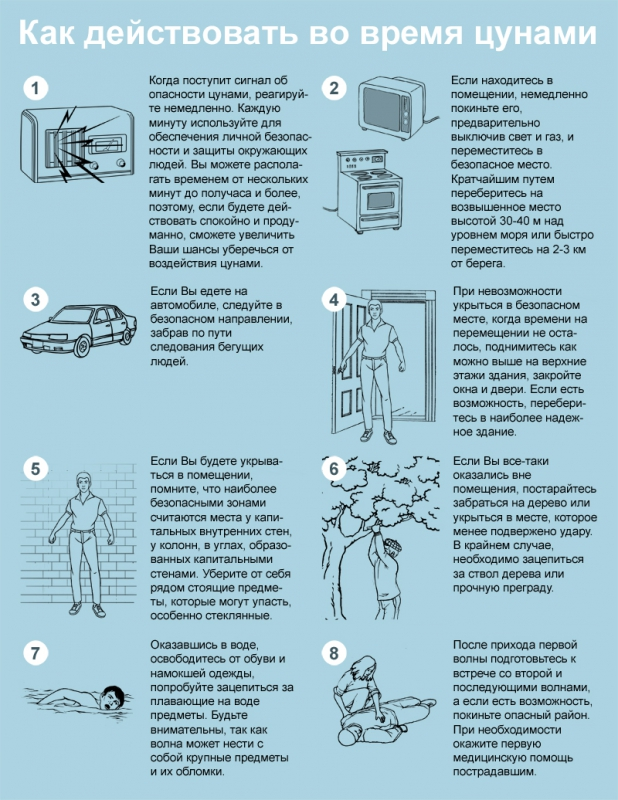 Как действовать во время цунами
1
Когда поступит сигнал об
опасности цунами, реагируй-
те немедленно. Каждую
минуту используйте для
обеспечения личной безопас-
ности и защиты окружающих
людей. Вы можете распола-
гать временем от нескольких
минут до получаса и более,
поэтому, если будете дей-
ствовать спокойно и проду-
манно, сможете увеличить
Ваши шансы уберечься от
воздействия цунами.
2
Если находитесь в
помещении, немедленно
покиньте его,
предварительно
выключив свет и газ, и
переместитесь в
безопасное место.
Кратчайшим путем
переберитесь на
возвышенное место
высотой 30-40 м над
уровнем моря или быстро
переместитесь на 2-3 км
от берега.
3
Если Вы едете на
автомобиле, следуйте в
безопасном направлении,
забрав по пути
следования бегущих
людей.
4
При невозможности
укрыться в безопасном
месте, когда времени на
перемещении не оста-
лось, поднимитесь как
можно выше на верхние
этажи здания, закройте
окна и двери. Если есть
возможность, перебери-
тесь в наиболее надеж-
ное здание.
5
Если Вы будете укрыва-
ться в помещении,
помните, что наиболее
безопасными зонами
считаются места у капи-
тальных внутренних стен,
у колонн, в углах, образо-
ванных капитальными
стенами. Уберите от себя
рядом стоящие предме-
ты, которые могут упасть,
особенно стеклянные.
6
Если Вы все-таки
оказались вне
помещения, постарайтесь
забраться на дерево или
укрыться в месте, которое
менее подвержено удару.
В крайнем случае,
необходимо зацепиться
за ствол дерева или
прочную преграду.
7
Оказавшись в воде,
освободитесь от обуви и
намокшей одежды,
попробуйте зацепиться за
плавающие на воде
предметы. Будьте
внимательны, так как
волна может нести с
собой крупные предметы
и их обломки.
8
После прихода первой
волны подготовьтесь к
встрече со второй и
последующими волнами,
а если есть возможность,
покиньте опасный район.
При необходимости
окажите первую
медицинскую помощь
пострадавшим.